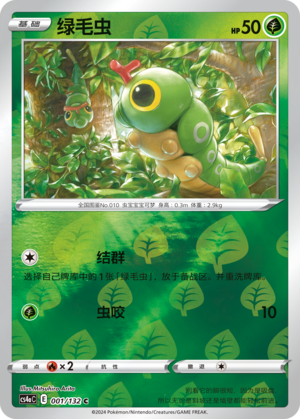 基础
绿毛虫
HP50
全国图鉴No.010 虫宝宝宝可梦 身高：0.3m 体重：2.9kg
结群
选择自己牌库中的1张「绿毛虫」，放于备战区。并重洗牌库。
虫咬 10
弱点 ×2 抗性 撤退
Illus. Mitsuhiro Arita
CS4aC E 001/132 C
©2024 Pokémon/Nintendo/Creatures/GAME FREAK.